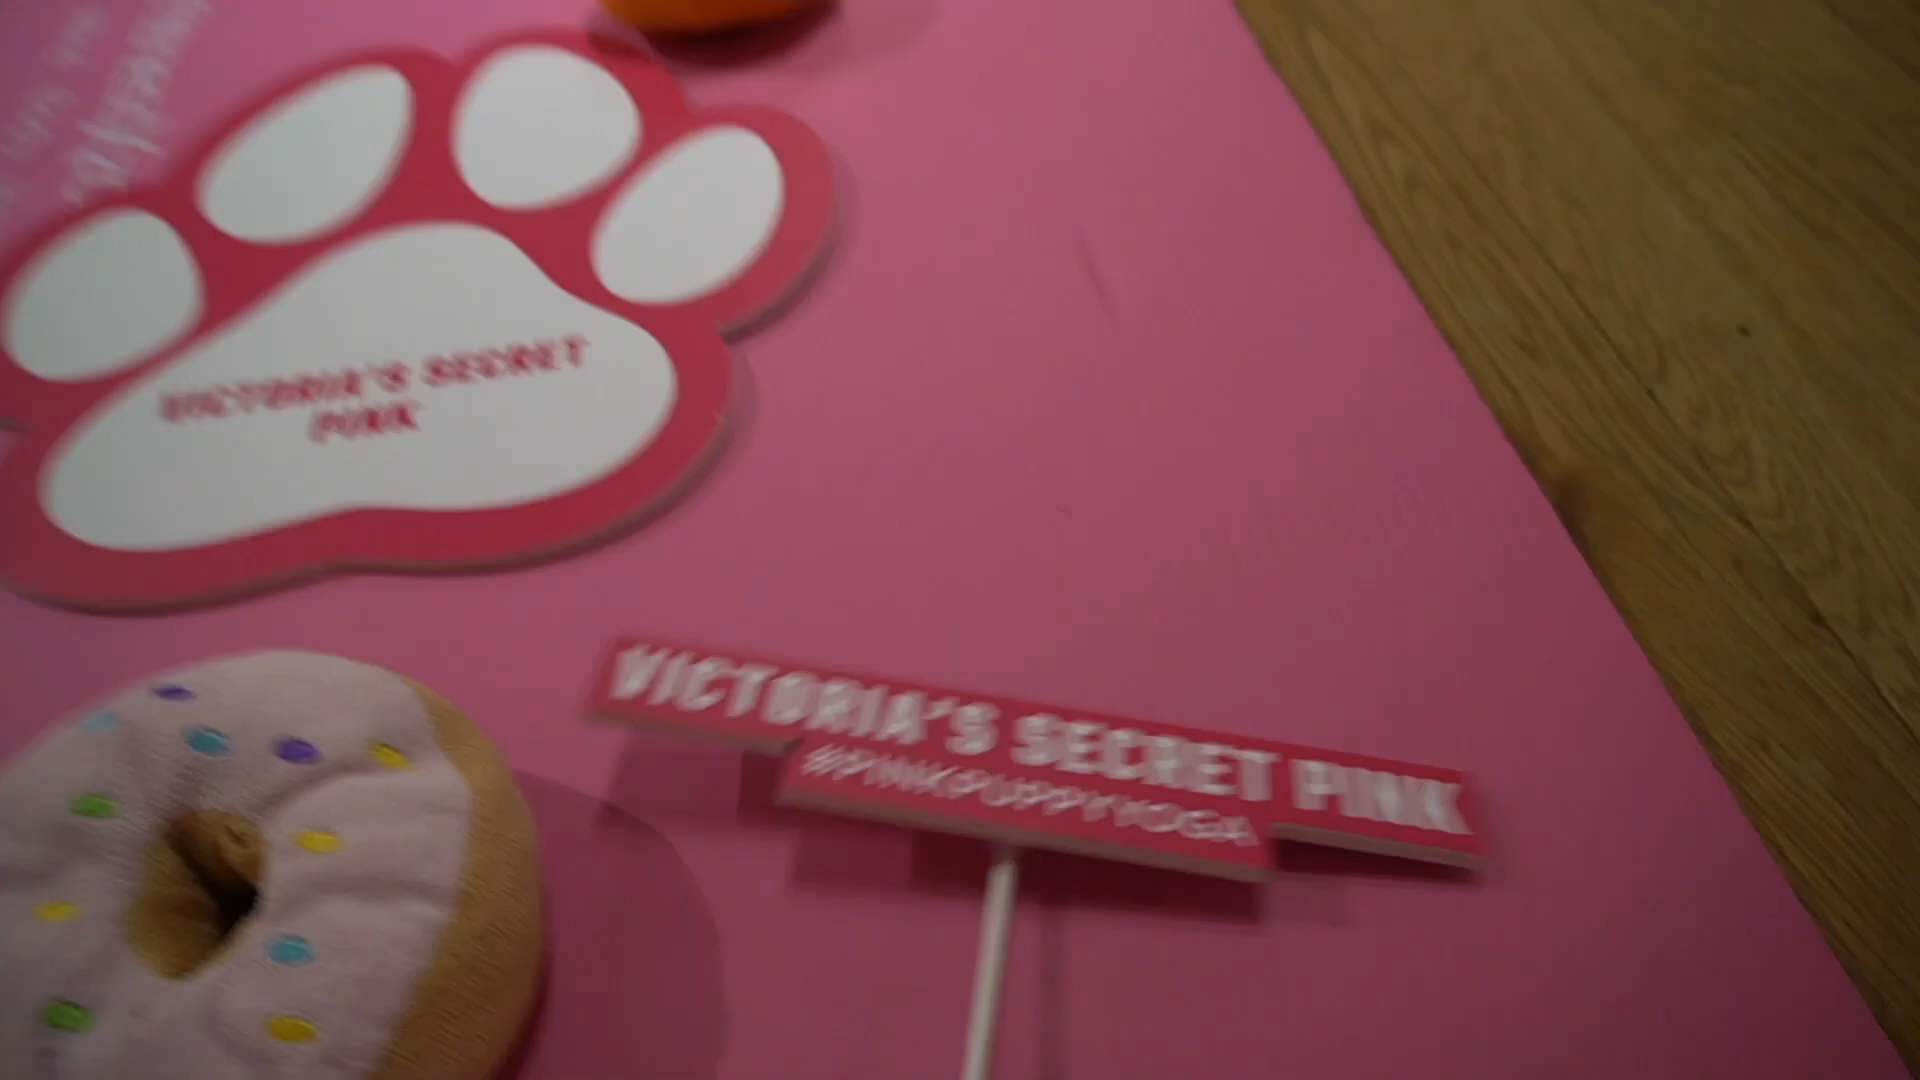 VICTORIA'S SECRET
PINK
VICTORIA'S SECRET PINK
#PINKPUPPYYOGA